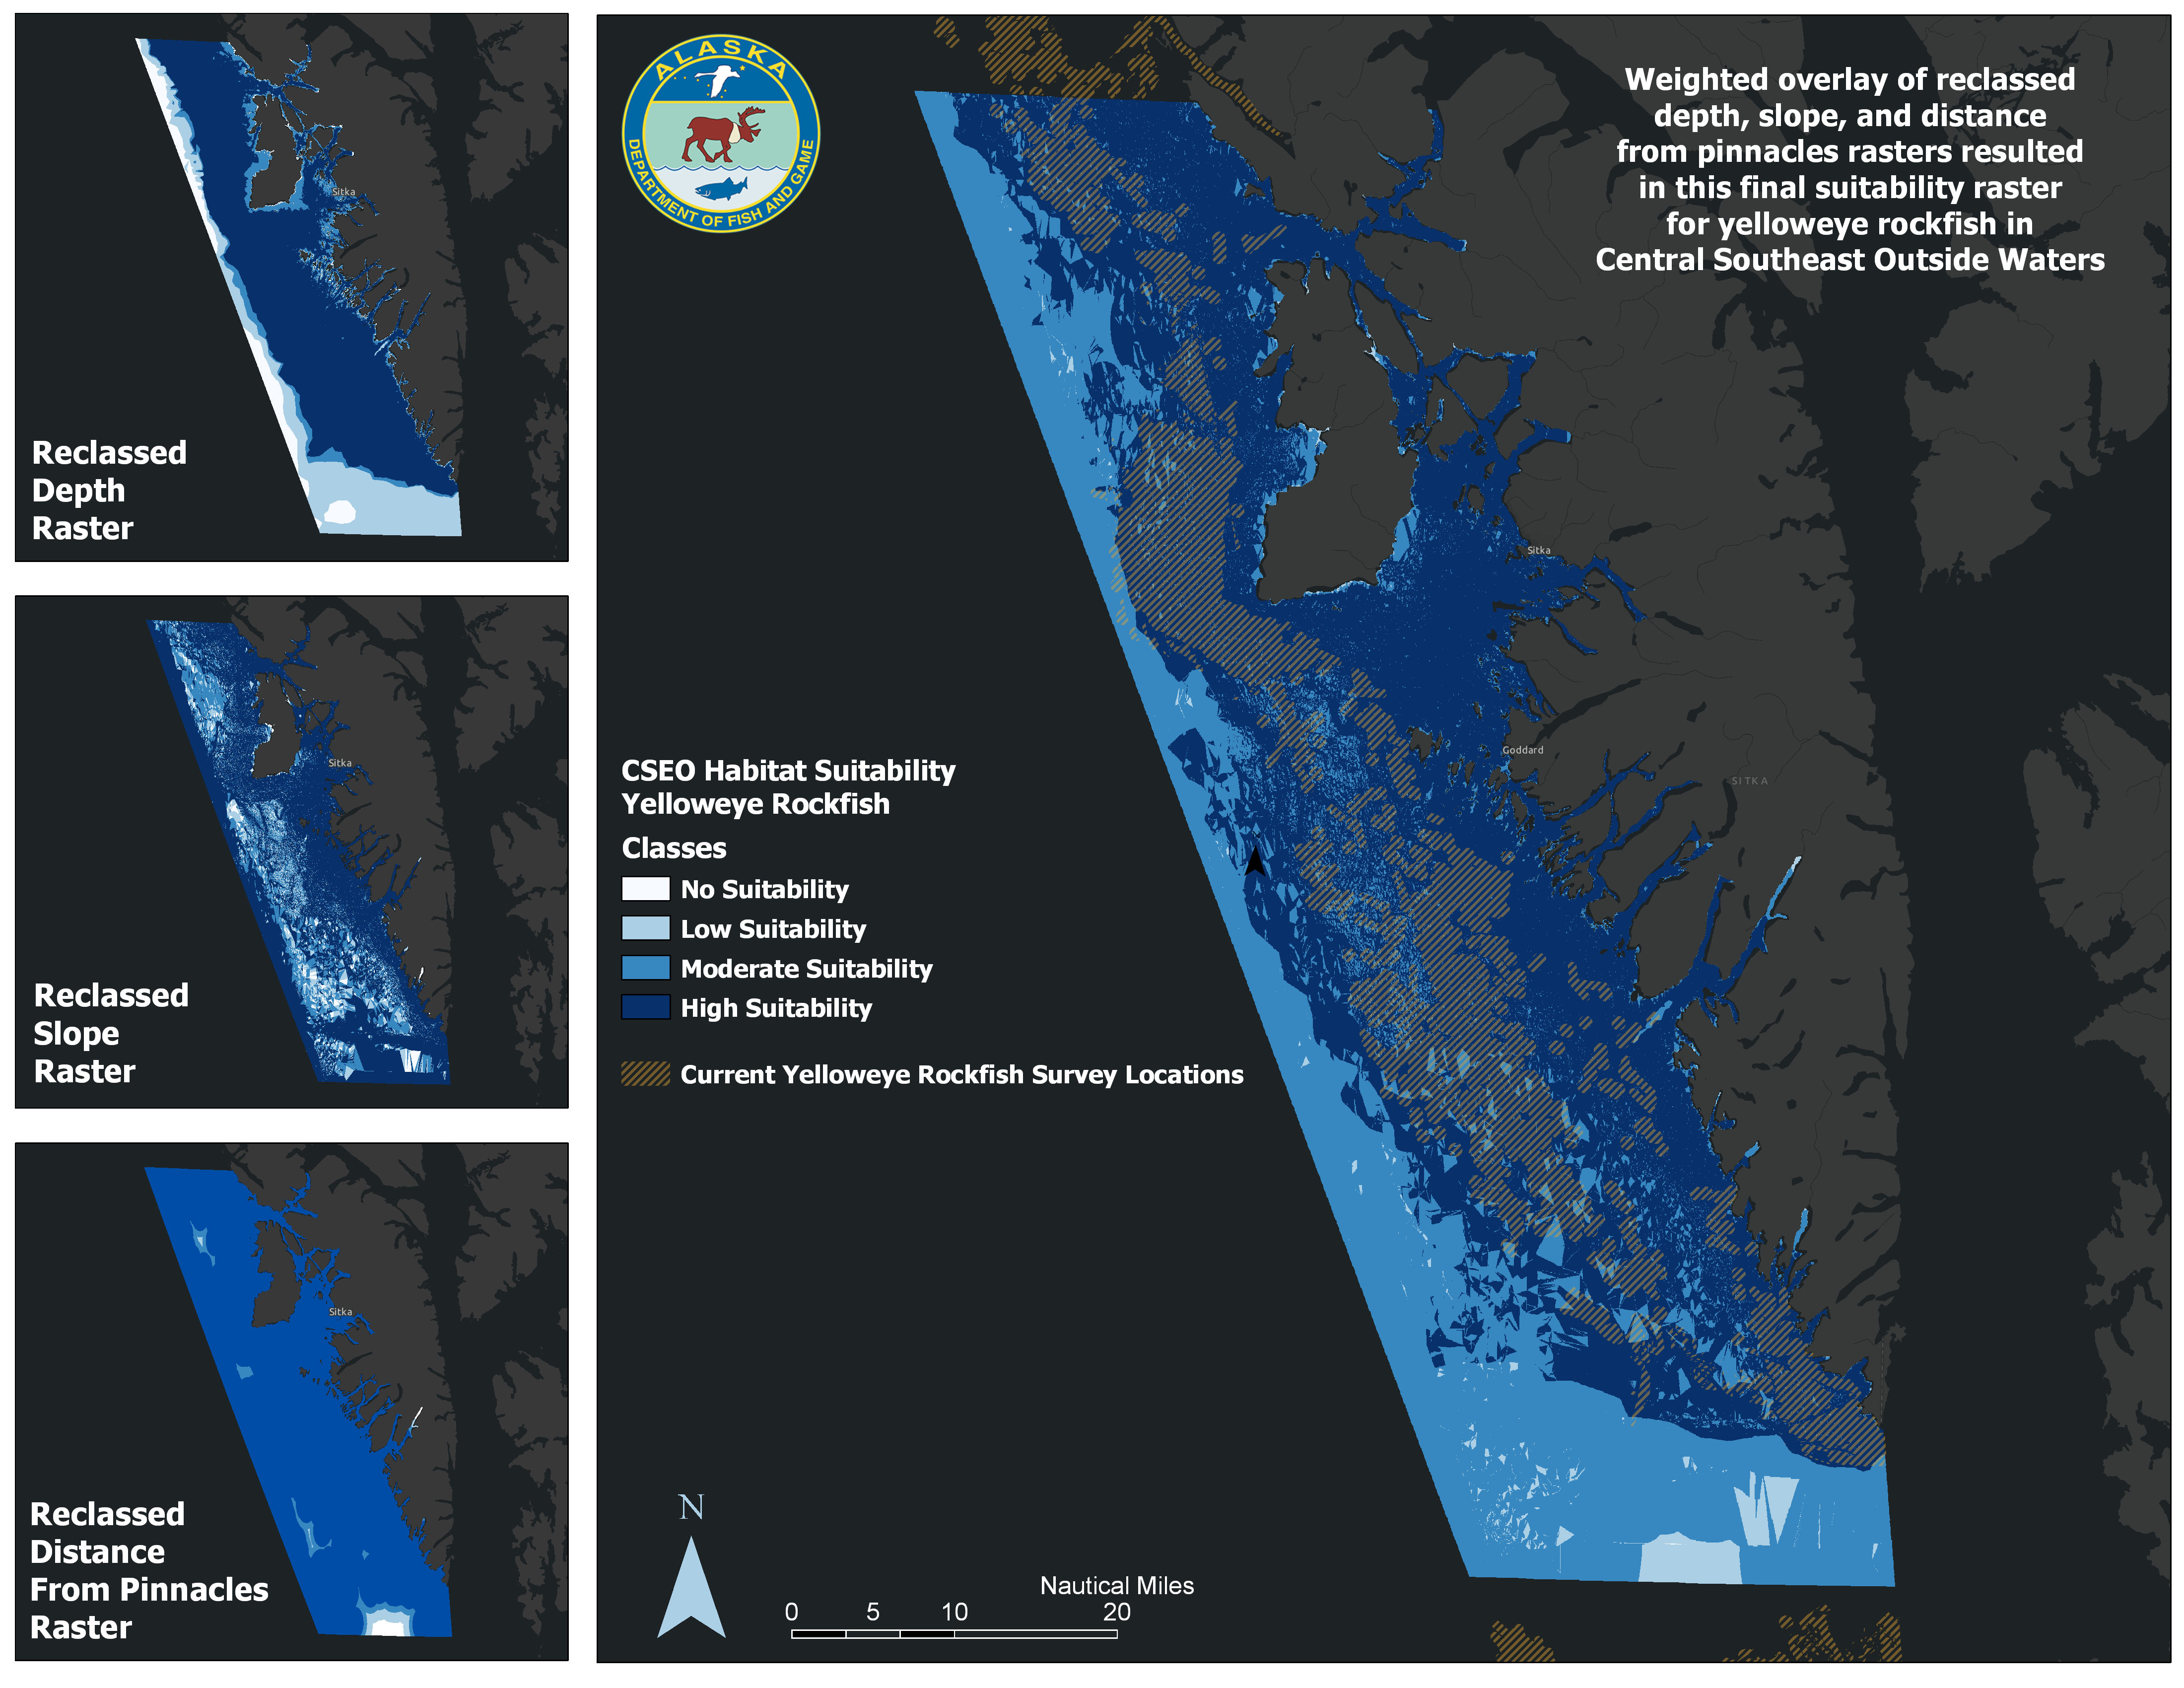 Sitka
Reclassed
Depth
Raster
Sitka
Reclassed
Slope
Raster
Sitka
Reclassed
Distance
From Pinnacles
Raster
ALASKA
DEPARTMENT OF FISH AND GAME
Weighted overlay of reclassed
depth, slope, and distance
from pinnacles rasters resulted
in this final suitability raster
for yelloweye rockfish in
Central Southeast Outside Waters
Sitka
Goddard
SITKA
CSEO Habitat Suitability
Yelloweye Rockfish
Classes
No Suitability
Low Suitability
Moderate Suitability
High Suitability
Current Yelloweye Rockfish Survey Locations
N
Nautical Miles
0 5 10 20